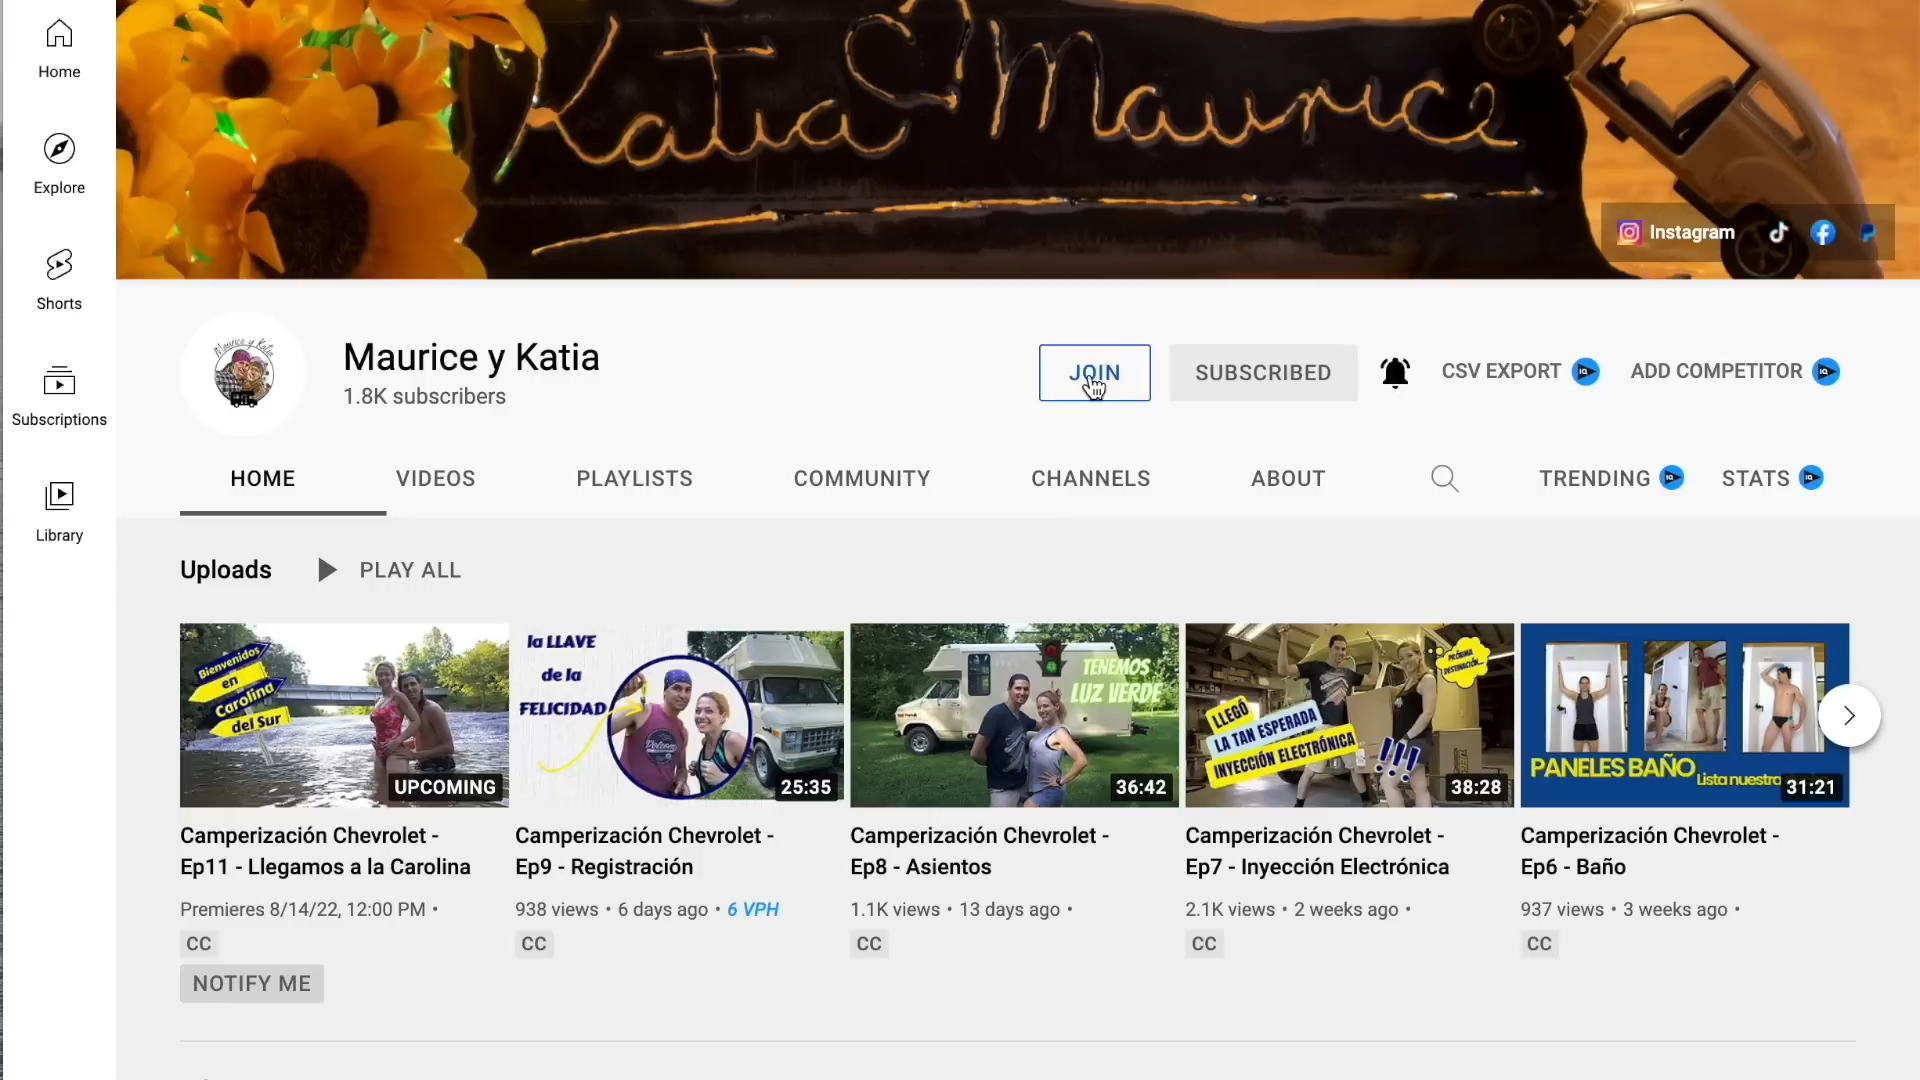 Home
Explore
Shorts
Subscriptions
Library
Katia Maurice
Instagram
Maurice y Katia
Maurice y Katia
1.8K subscribers
JOIN
SUBSCRIBED
CSV EXPORT
ADD COMPETITOR
HOME
VIDEOS
PLAYLISTS
COMMUNITY
CHANNELS
ABOUT
TRENDING
STATS
Uploads
PLAY ALL
Bienvenidos
en
Carolina
del Sur
UPCOMING
la LLAVE
de la
FELICIDAD
25:35
TENEMOS
LUZ VERDE
36:42
PRÓXIMA
DESTINACIÓN...
LLEGÓ
LA TAN ESPERADA
INYECCIÓN ELECTRÓNICA
!!!
38:28
PANELES BAÑO
Lista nuestra
31:21
Camperización Chevrolet -
Ep11 - Llegamos a la Carolina
Premieres 8/14/22, 12:00 PM •
CC
NOTIFY ME
Camperización Chevrolet -
Ep9 - Registración
938 views • 6 days ago • 6 VPH
CC
Camperización Chevrolet -
Ep8 - Asientos
1.1K views • 13 days ago •
CC
Camperización Chevrolet -
Ep7 - Inyección Electrónica
2.1K views • 2 weeks ago •
CC
Camperización Chevrolet -
Ep6 - Baño
937 views • 3 weeks ago •
CC